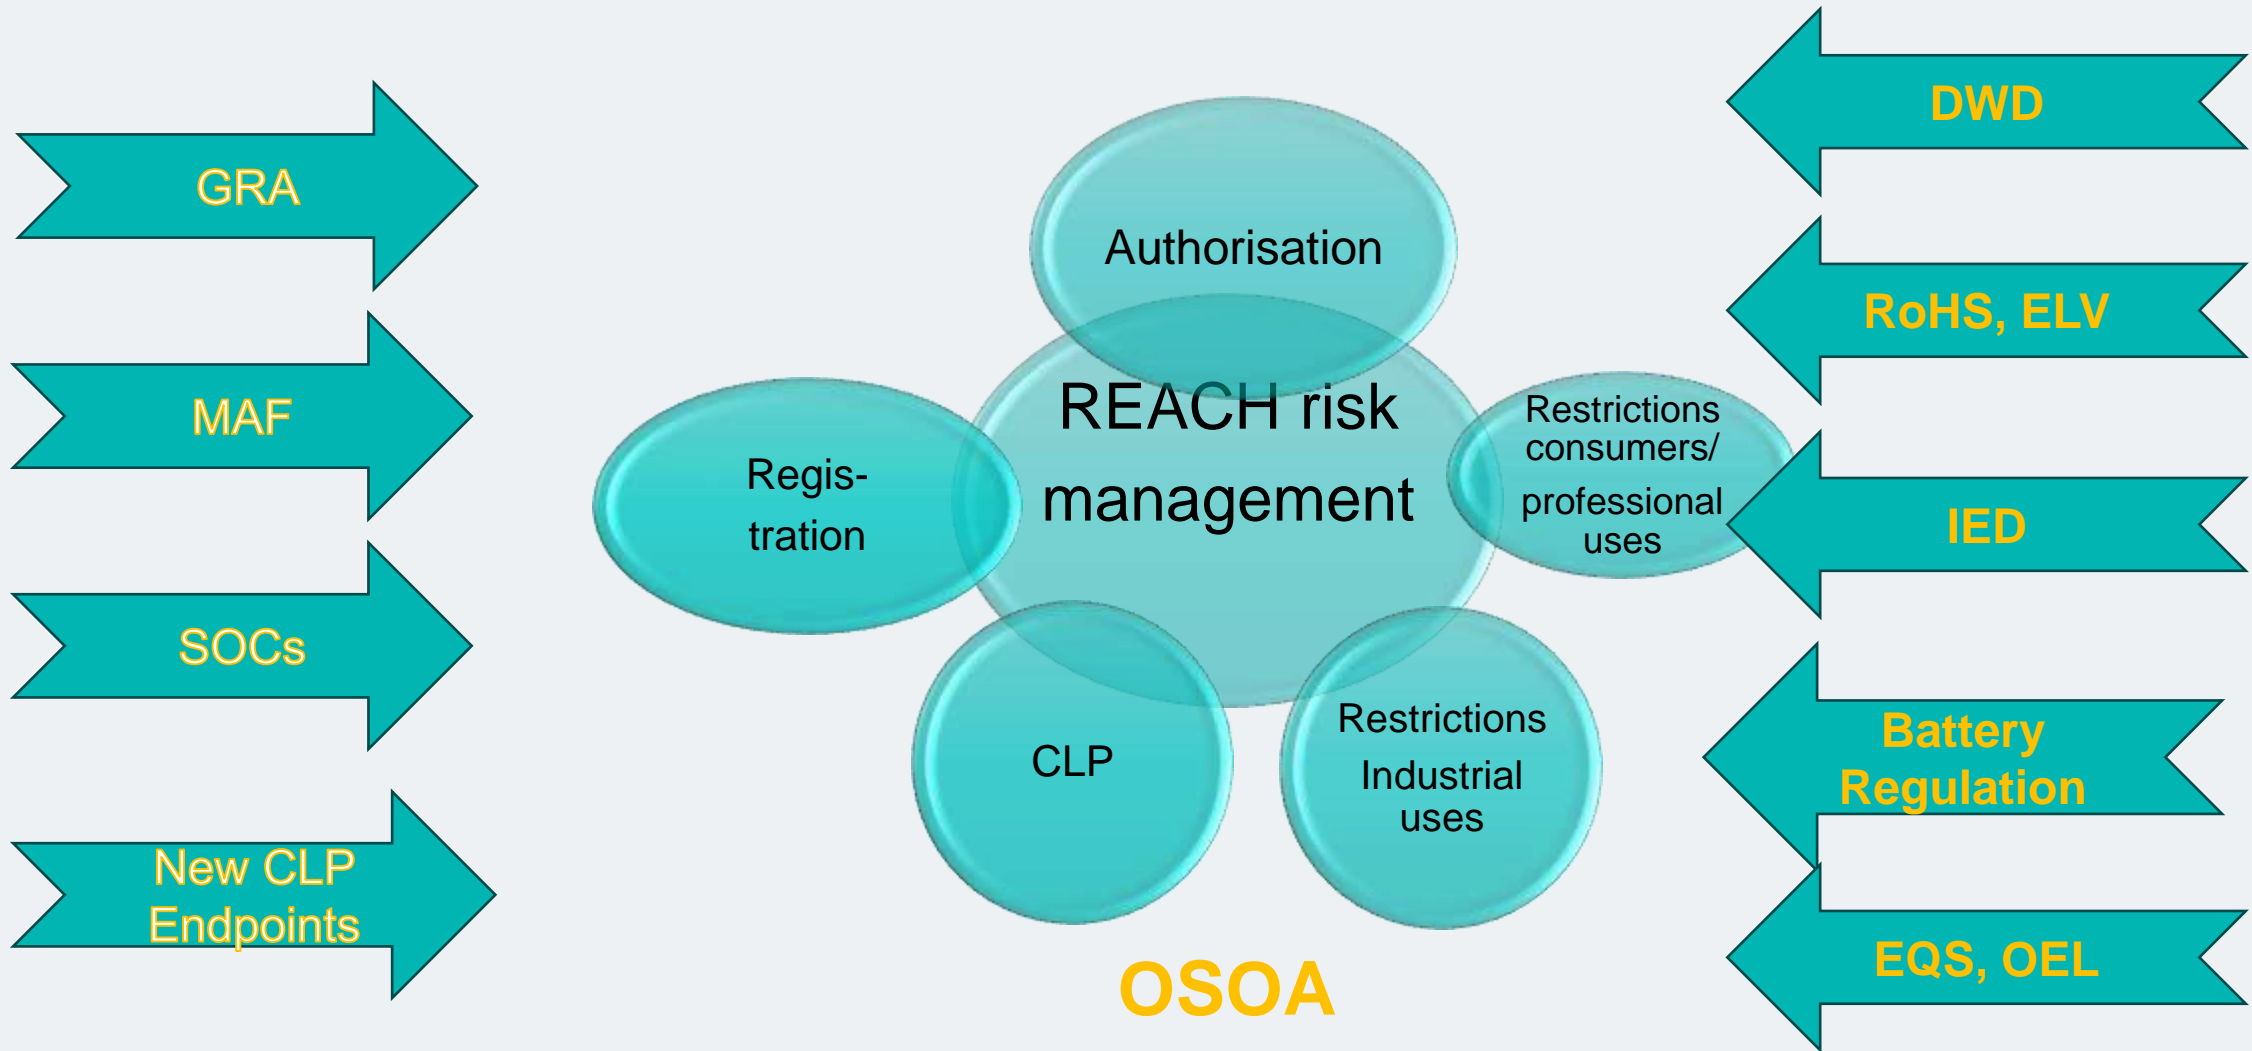 GRA
MAF
SOCs
New CLP
Endpoints
Authorisation
REACH risk
management
Regis-
tration
Restrictions
consumers/
professional
uses
CLP
Restrictions
Industrial
uses
OSOA
DWD
RoHS, ELV
IED
Battery
Regulation
EQS, OEL